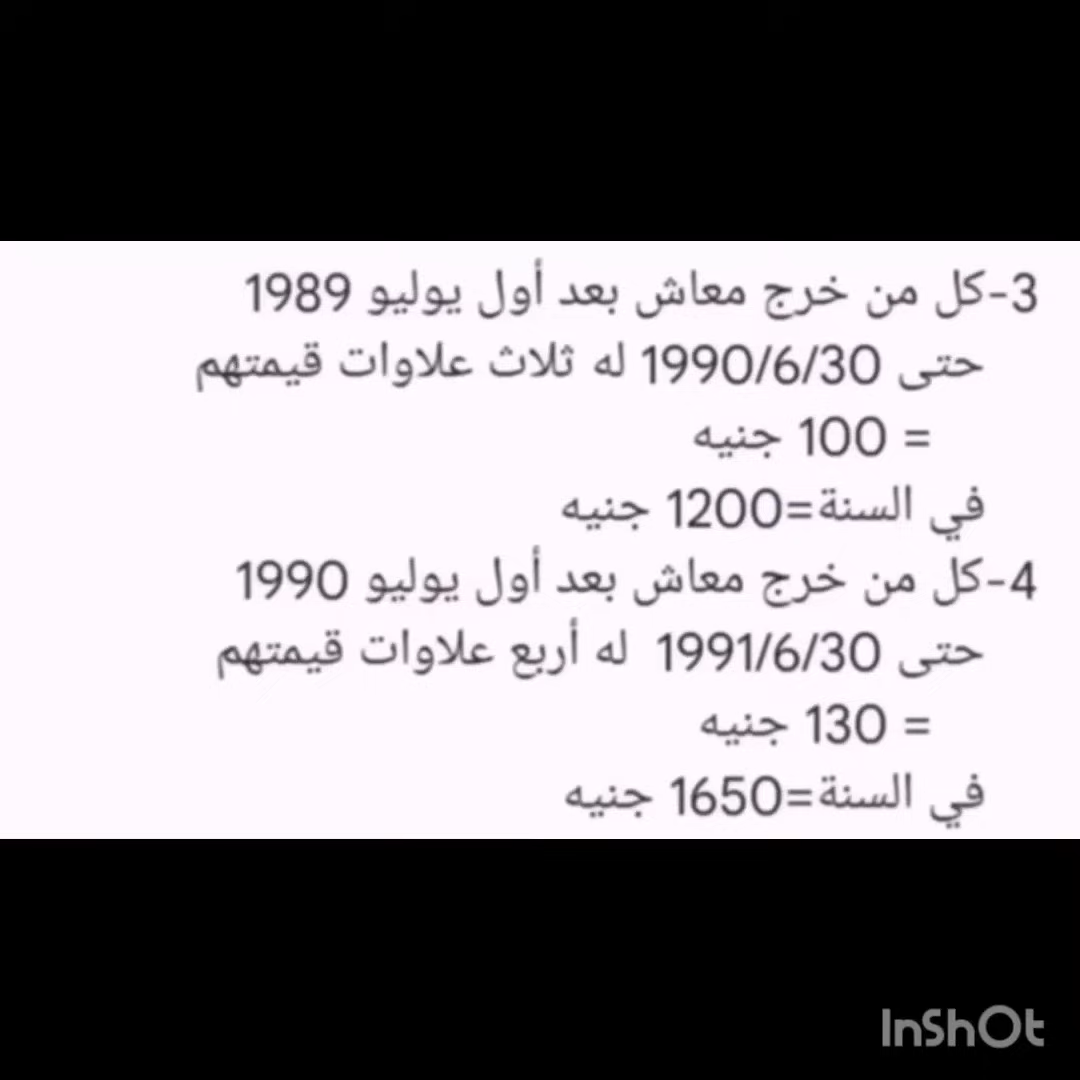 3-كل من خرج معاش بعد أول يوليو 1989
حتى 1990/6/30 له ثلاث علاوات قيمتهم
= 100 جنيه
في السنة=1200 جنيه
4-كل من خرج معاش بعد أول يوليو 1990
حتى 1991/6/30 له أربع علاوات قيمتهم
= 130 جنيه
في السنة=1650 جنيه
InShOt